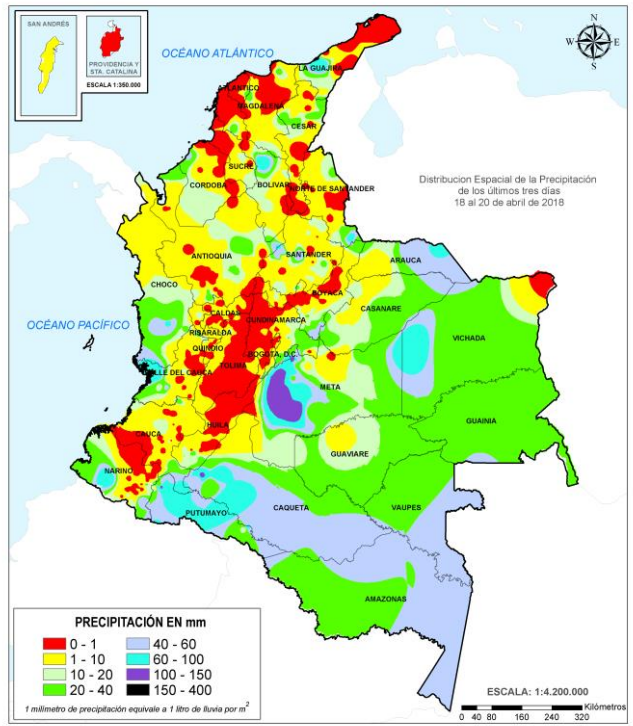 SAN ANDRÉS
PROVIDENCIA Y
STA. CATALINA
ESCALA 1:350.000
OCÉANO ATLÁNTICO
N
W
E
S
LA GUAJIRA
ATLANTICO
MAGDALENA
CESAR
SUCRE
CORDOBA
BOLIVAR
NORTE DE SANTANDER
Distribucion Espacial de la Precipitación
de los últimos tres días
18 al 20 de abril de 2018
ANTIOQUIA
SANTANDER
ARAUCA
CHOCO
BOYACA
CASANARE
OCÉANO PACÍFICO
CALDAS
CUNDINAMARCA
VICHADA
RISARALDA
QUINDIO
BOGOTA, D.C.
VALLE DEL CAUCA
TOLIMA
META
GUAINIA
HUILA
CAUCA
GUAVIARE
NARIÑO
PUTUMAYO
CAQUETA
VAUPES
AMAZONAS
PRECIPITACIÓN EN mm
0 - 1
40 - 60
1 - 10
60 - 100
10 - 20
100 - 150
20 - 40
150 - 400
1 milimetro de precipitación equivale a 1 litro de lluvia por m²
ESCALA: 1:4.200.000
Kilómetros
0 40 80 160 240 320